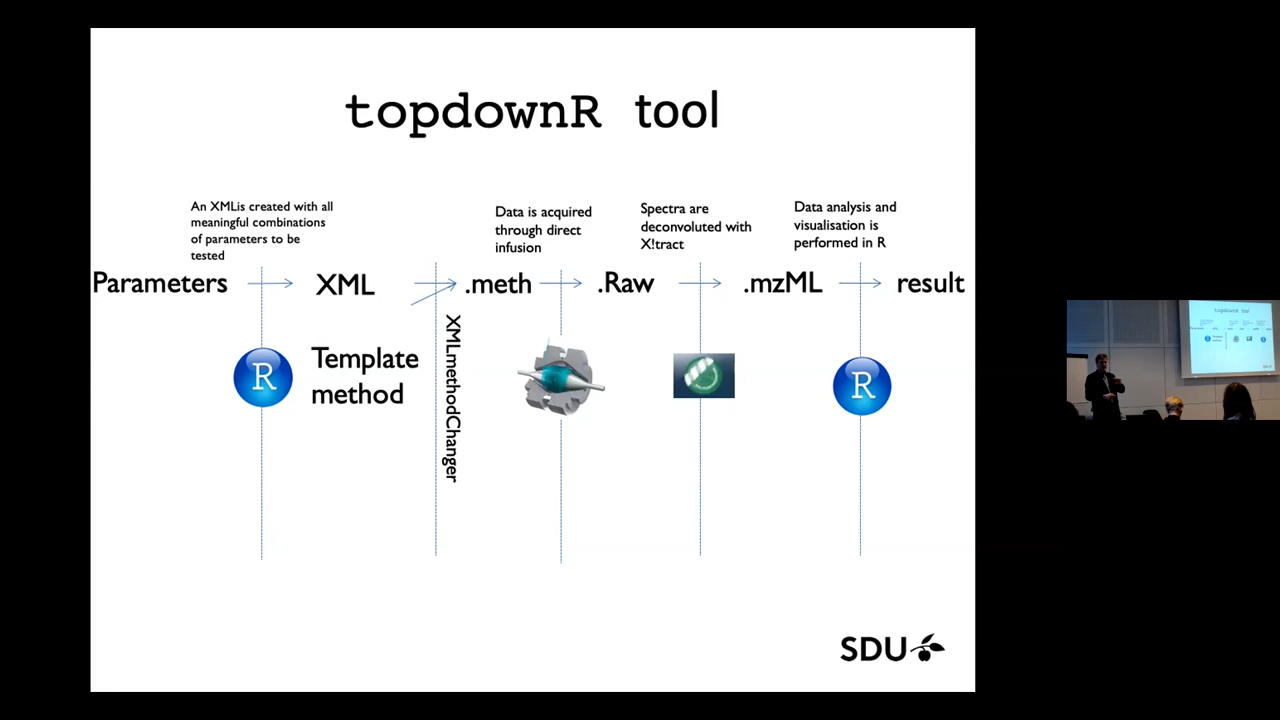 topdownR tool
An XMLis created with all
meaningful combinations
of parameters to be
tested
Data is acquired
through direct
infusion
Spectra are
deconvoluted with
X!tract
Data analysis and
visualisation is
performed in R
Parameters
XML
.meth
.Raw
.mzML
result
R
Template
method
XMLmethodChanger
R
SDU
topdownR tool